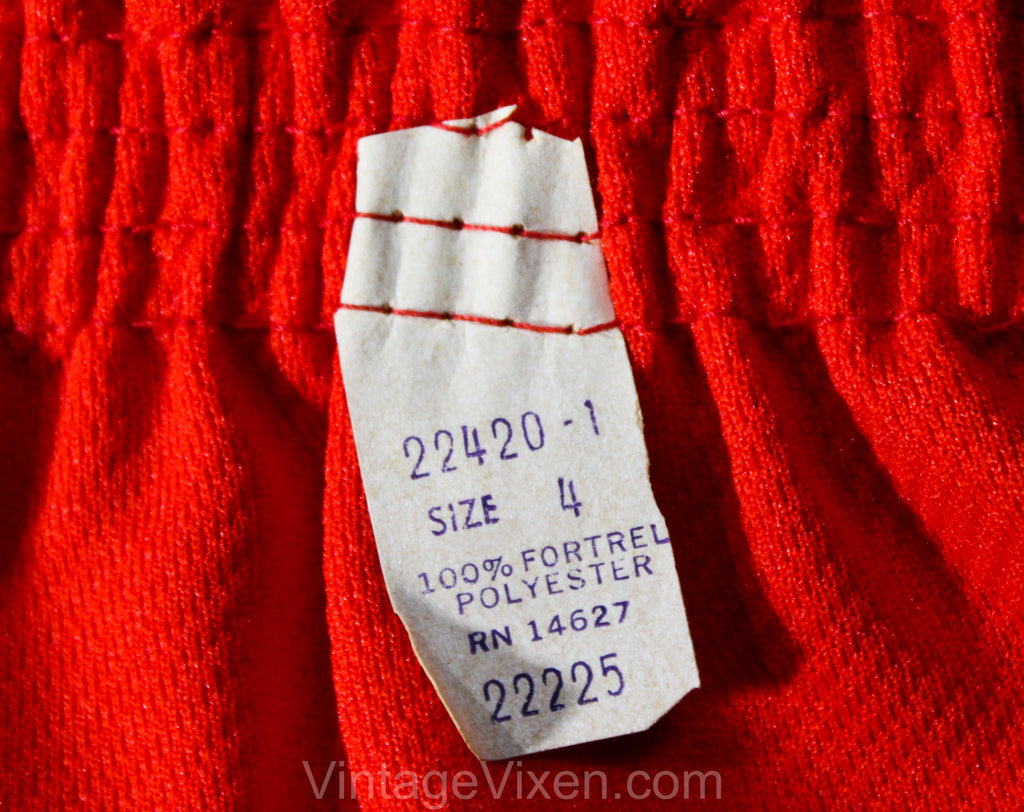 22420-1
SiZE 4
100% FORTREL
POLYESTER
RN 14627
22225
VintageVixen.com